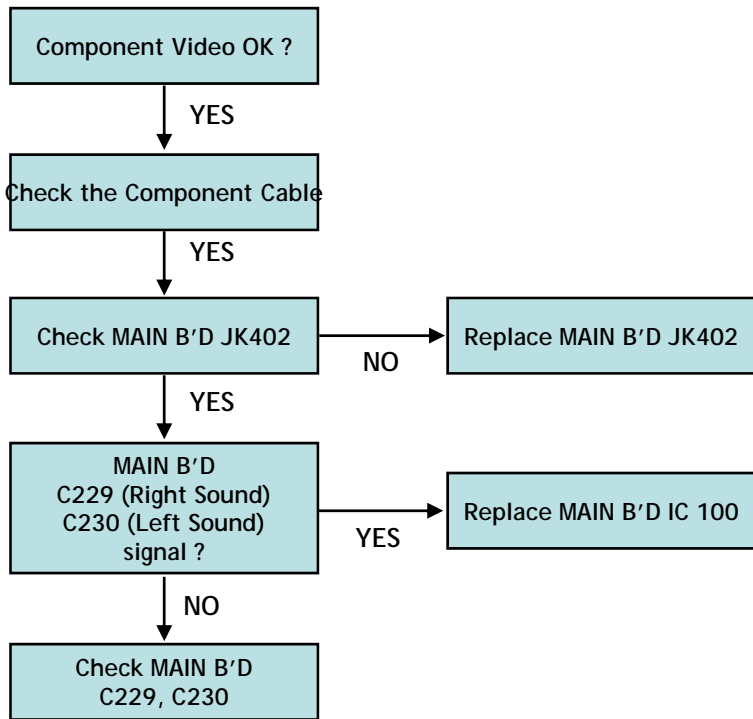 Component Video OK ?
YES
Check the Component Cable
YES
Check MAIN B’D JK402
NO
Replace MAIN B’D JK402
YES
MAIN B’D
C229 (Right Sound)
C230 (Left Sound)
signal ?
YES
Replace MAIN B’D IC 100
NO
Check MAIN B’D
C229, C230